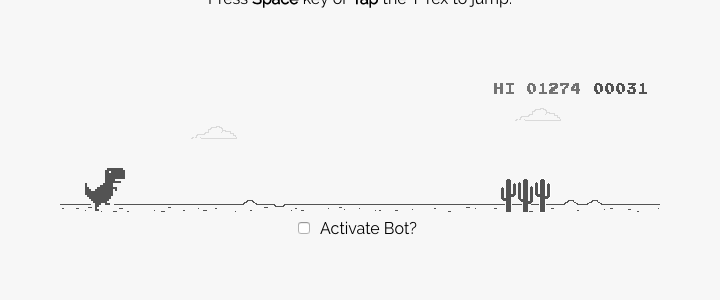 Press Space key or Tap the T-rex to jump.
HI 01274 00031
Activate Bot?